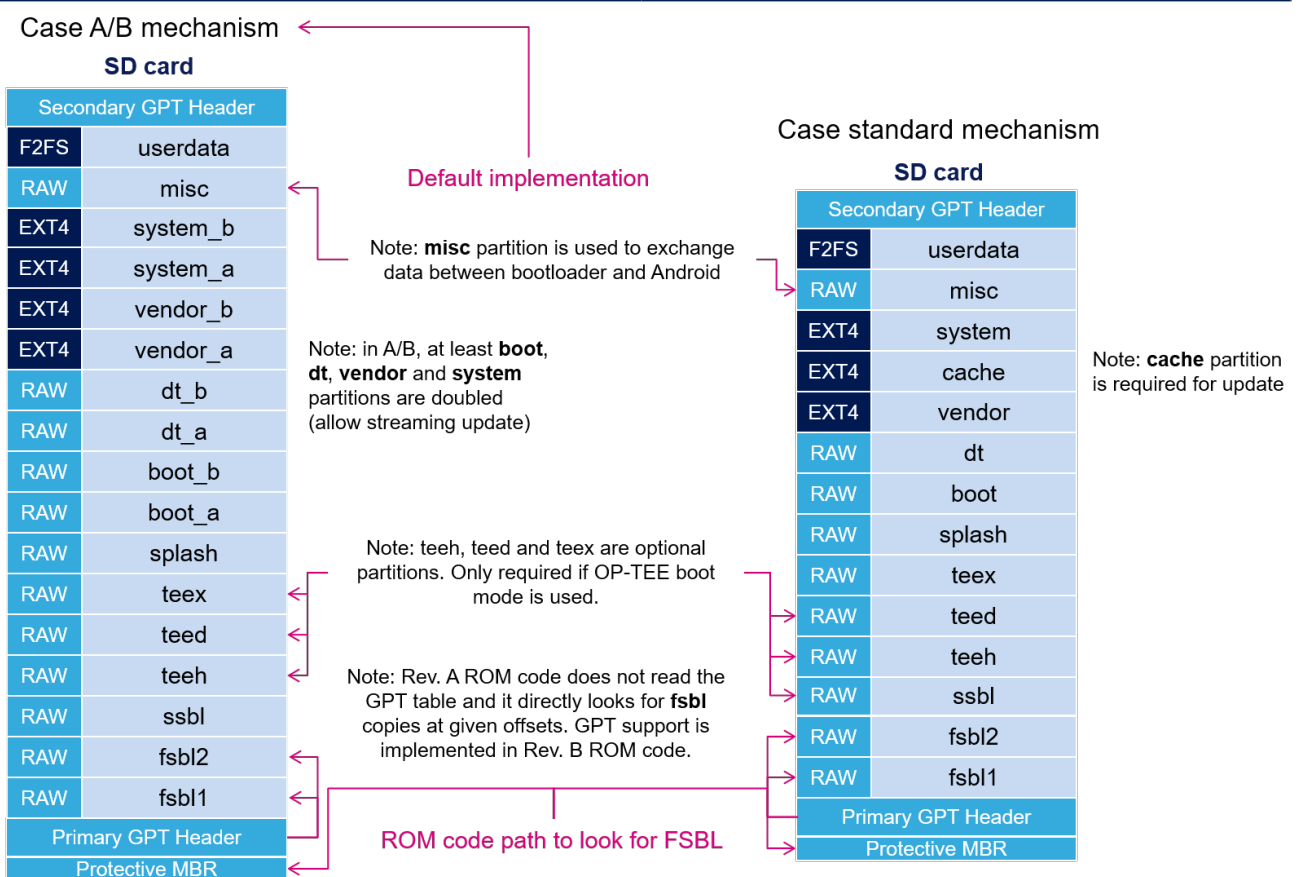 Case A/B mechanism
SD card
Secondary GPT Header
F2FS userdata
RAW misc
EXT4 system_b
EXT4 system_a
EXT4 vendor_b
EXT4 vendor_a
RAW dt_b
RAW dt_a
RAW boot_b
RAW boot_a
RAW splash
RAW teex
RAW teed
RAW teeh
RAW ssbl
RAW fsbl2
RAW fsbl1
Primary GPT Header
Protective MBR
Default implementation
Note: misc partition is used to exchange
data between bootloader and Android
Note: in A/B, at least boot,
dt, vendor and system
partitions are doubled
(allow streaming update)
Note: teeh, teed and teex are optional
partitions. Only required if OP-TEE boot
mode is used.
Note: Rev. A ROM code does not read the
GPT table and it directly looks for fsbl
copies at given offsets. GPT support is
implemented in Rev. B ROM code.
ROM code path to look for FSBL
Case standard mechanism
SD card
Secondary GPT Header
F2FS userdata
RAW misc
EXT4 system
EXT4 cache
EXT4 vendor
RAW dt
RAW boot
RAW splash
RAW teex
RAW teed
RAW teeh
RAW ssbl
RAW fsbl2
RAW fsbl1
Primary GPT Header
Protective MBR
Note: cache partition
is required for update